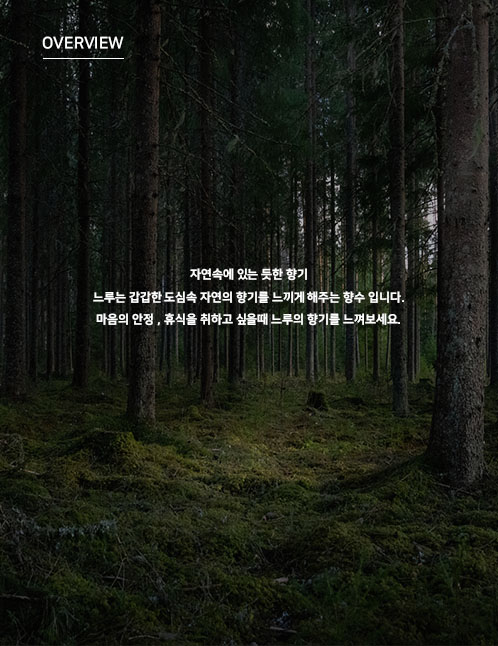 OVERVIEW
자연속에 있는 듯한 향기
느루는 갑갑한 도심속 자연의 향기를 느끼게 해주는 향수 입니다.
마음의 안정 , 휴식을 취하고 싶을때 느루의 향기를 느껴보세요.